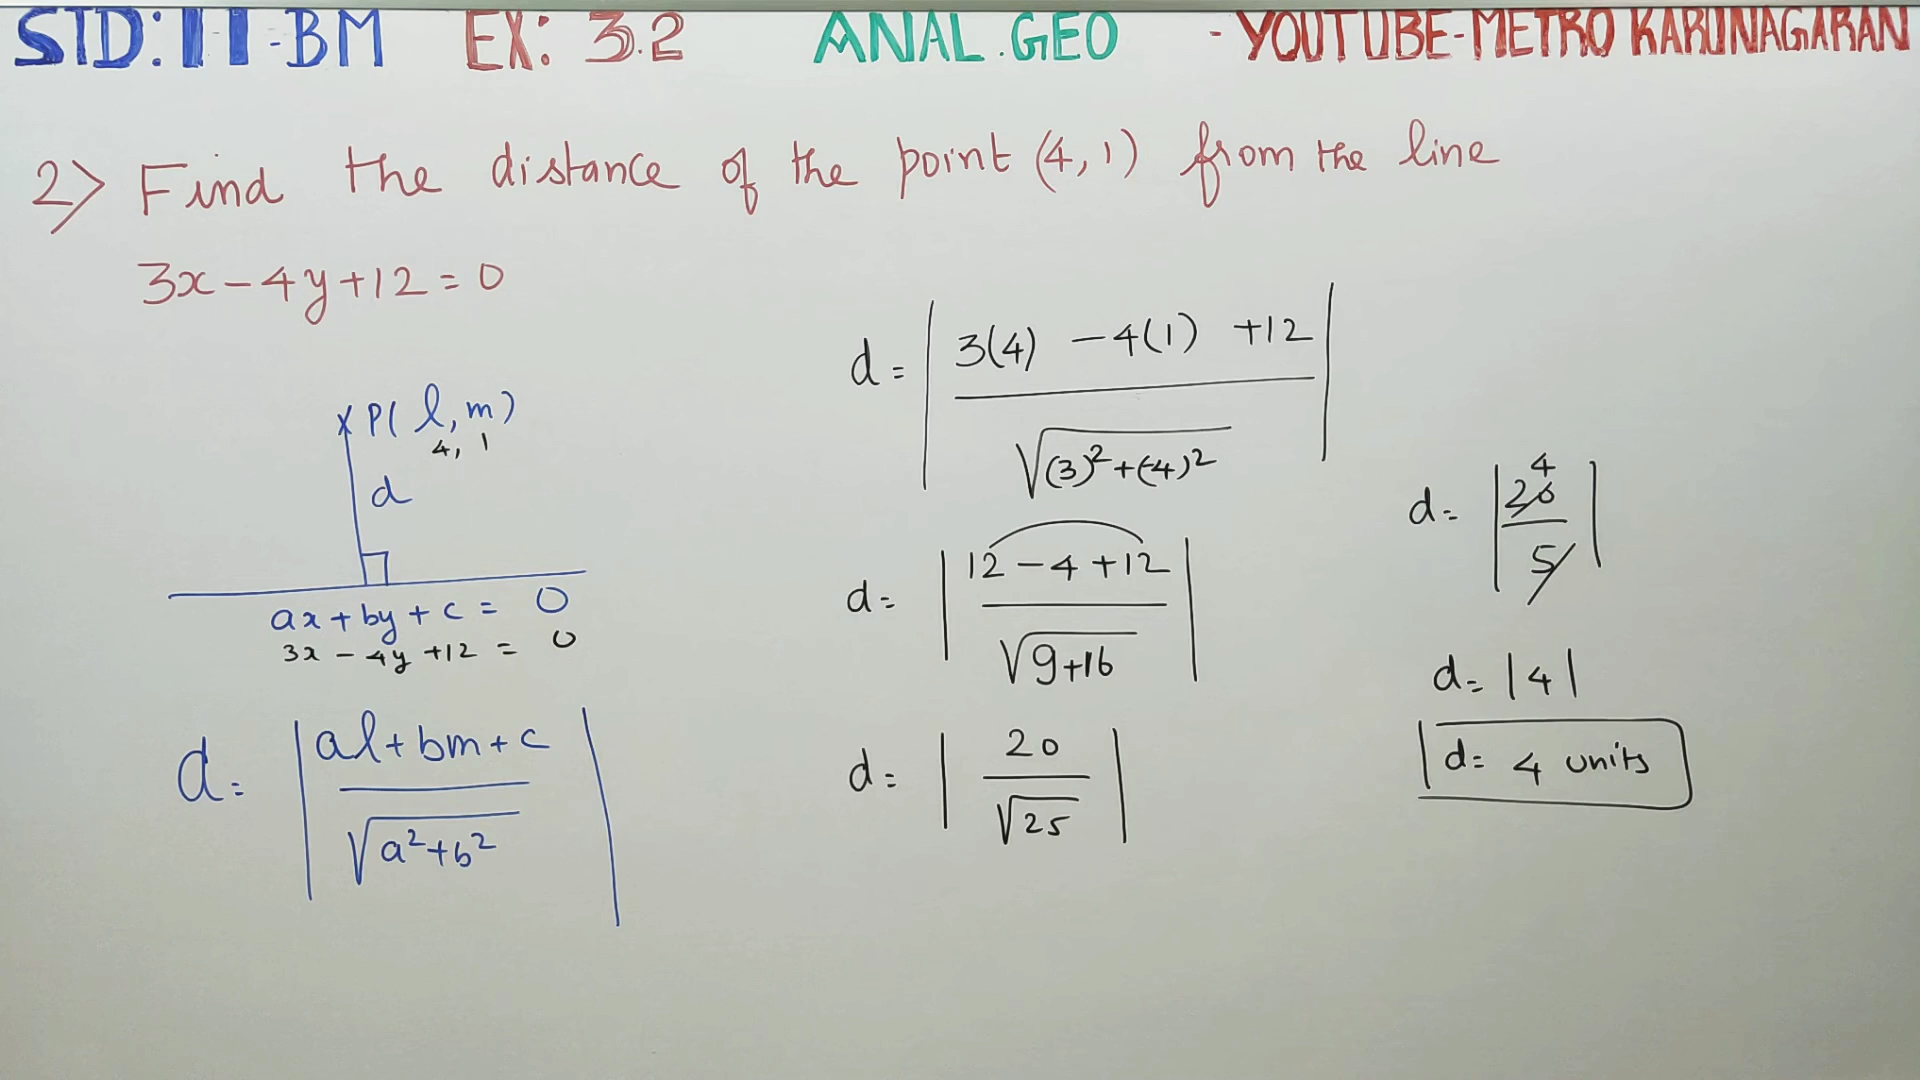 STD: 11-BM EX: 3.2 ANAL.GEO - YOUTUBE-METRO KARUNAGARAN
2) Find the distance of the point (4,1) from the line
3x - 4y + 12 = 0
P(l, m)
4, 1
d
ax + by + c = 0
3x - 4y + 12 = 0
d = |al + bm + c / √a² + b²|
d = |3(4) - 4(1) + 12 / √(3)² + (-4)²|
d = |12 - 4 + 12 / √9 + 16|
d = |20 / √25|
d = |20 / 5| 4
d = |4|
d = 4 units